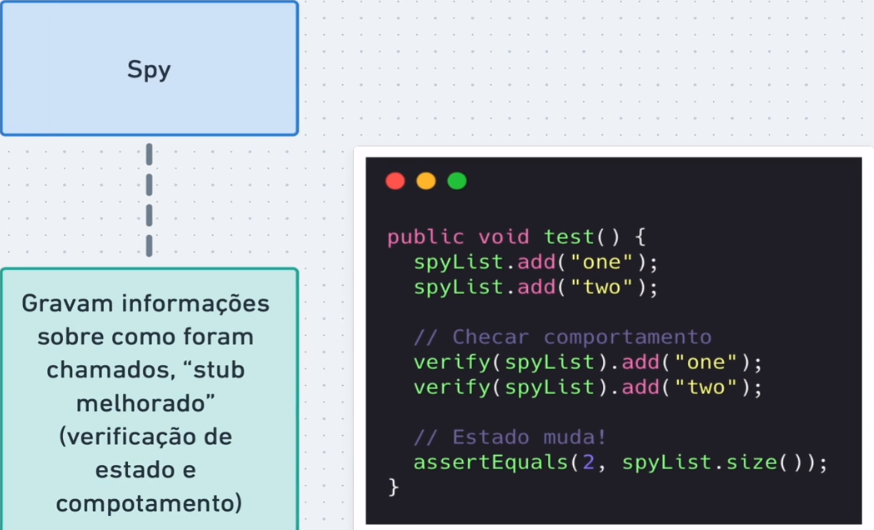 Spy
Gravam informações
sobre como foram
chamados, “stub
melhorado”
(verificação de
estado e
compotamento)
public void test() {
  spyList.add("one");
  spyList.add("two");
  // Checar comportamento
  verify(spyList).add("one");
  verify(spyList).add("two");
  // Estado muda!
  assertEquals(2, spyList.size());
}